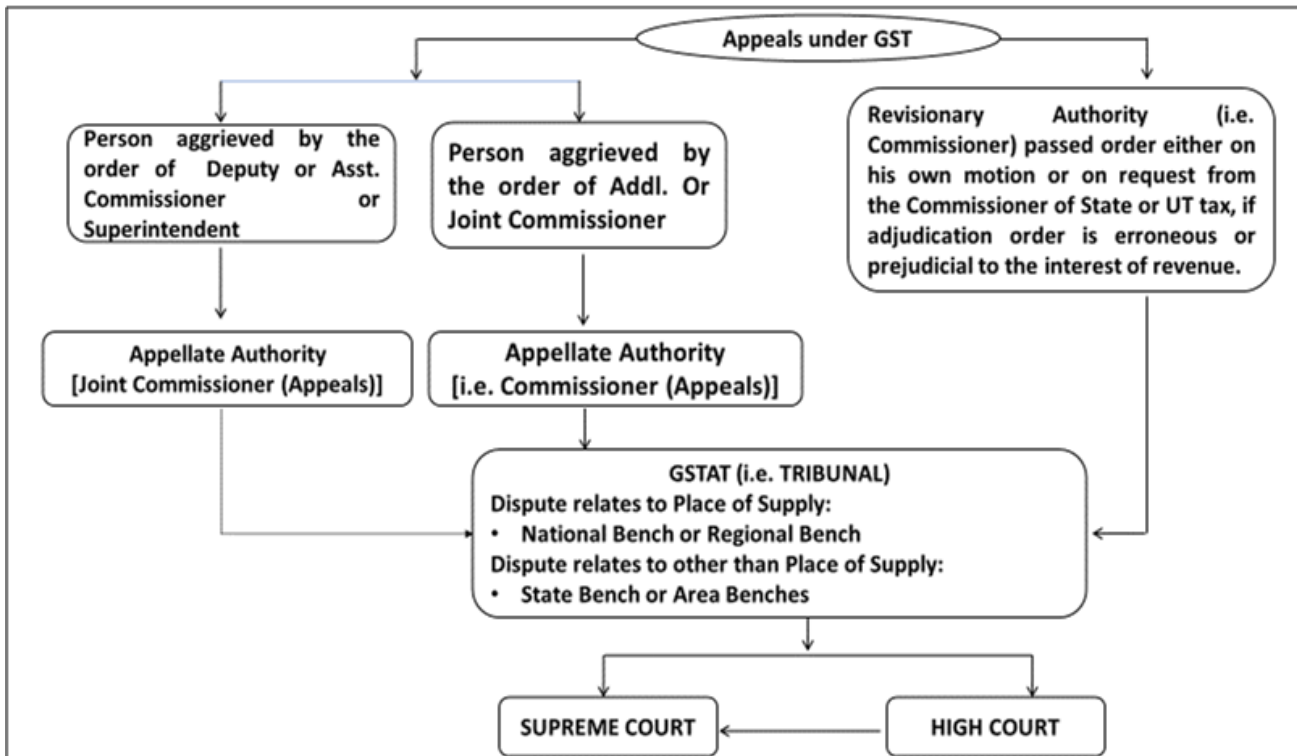 Appeals under GST
Person aggrieved by the
order of Deputy or Asst.
Commissioner or
Superintendent
Person aggrieved by
the order of Addl. Or
Joint Commissioner
Revisionary Authority (i.e.
Commissioner) passed order either on
his own motion or on request from
the Commissioner of State or UT tax, if
adjudication order is erroneous or
prejudicial to the interest of revenue.
Appellate Authority
[Joint Commissioner (Appeals)]
Appellate Authority
[i.e. Commissioner (Appeals)]
GSTAT (i.e. TRIBUNAL)
Dispute relates to Place of Supply:
• National Bench or Regional Bench
Dispute relates to other than Place of Supply:
• State Bench or Area Benches
SUPREME COURT
HIGH COURT